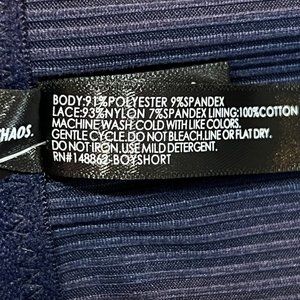 CHAOS.
BODY:91%POLYESTER 9%SPANDEX
LACE:93%NYLON 7%SPANDEX LINING:100%COTTON
MACHINE WASH COLD WITH LIKE COLORS.
GENTLE CYCLE.DO NOT BLEACH.LINE OR FLAT DRY.
DO NOT IRON.USE MILD DETERGENT.
RN#148862-BOYSHORT